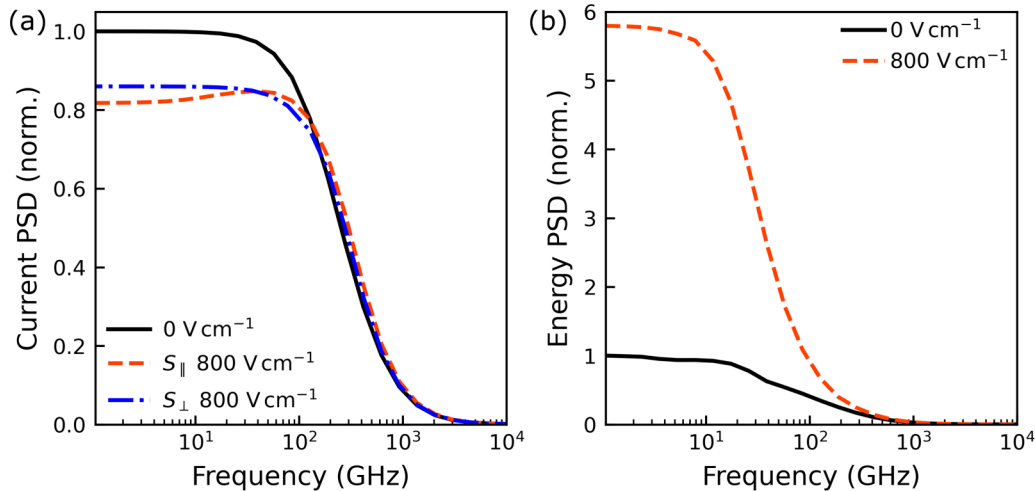 (a)
Current PSD (norm.)
1.0
0.8
0.6
0.4
0.2
0.0
0 V cm⁻¹
S∥ 800 V cm⁻¹
S⊥ 800 V cm⁻¹
10¹ 10² 10³ 10⁴
Frequency (GHz)
(b)
Energy PSD (norm.)
6
5
4
3
2
1
0
0 V cm⁻¹
800 V cm⁻¹
10¹ 10² 10³ 10⁴
Frequency (GHz)